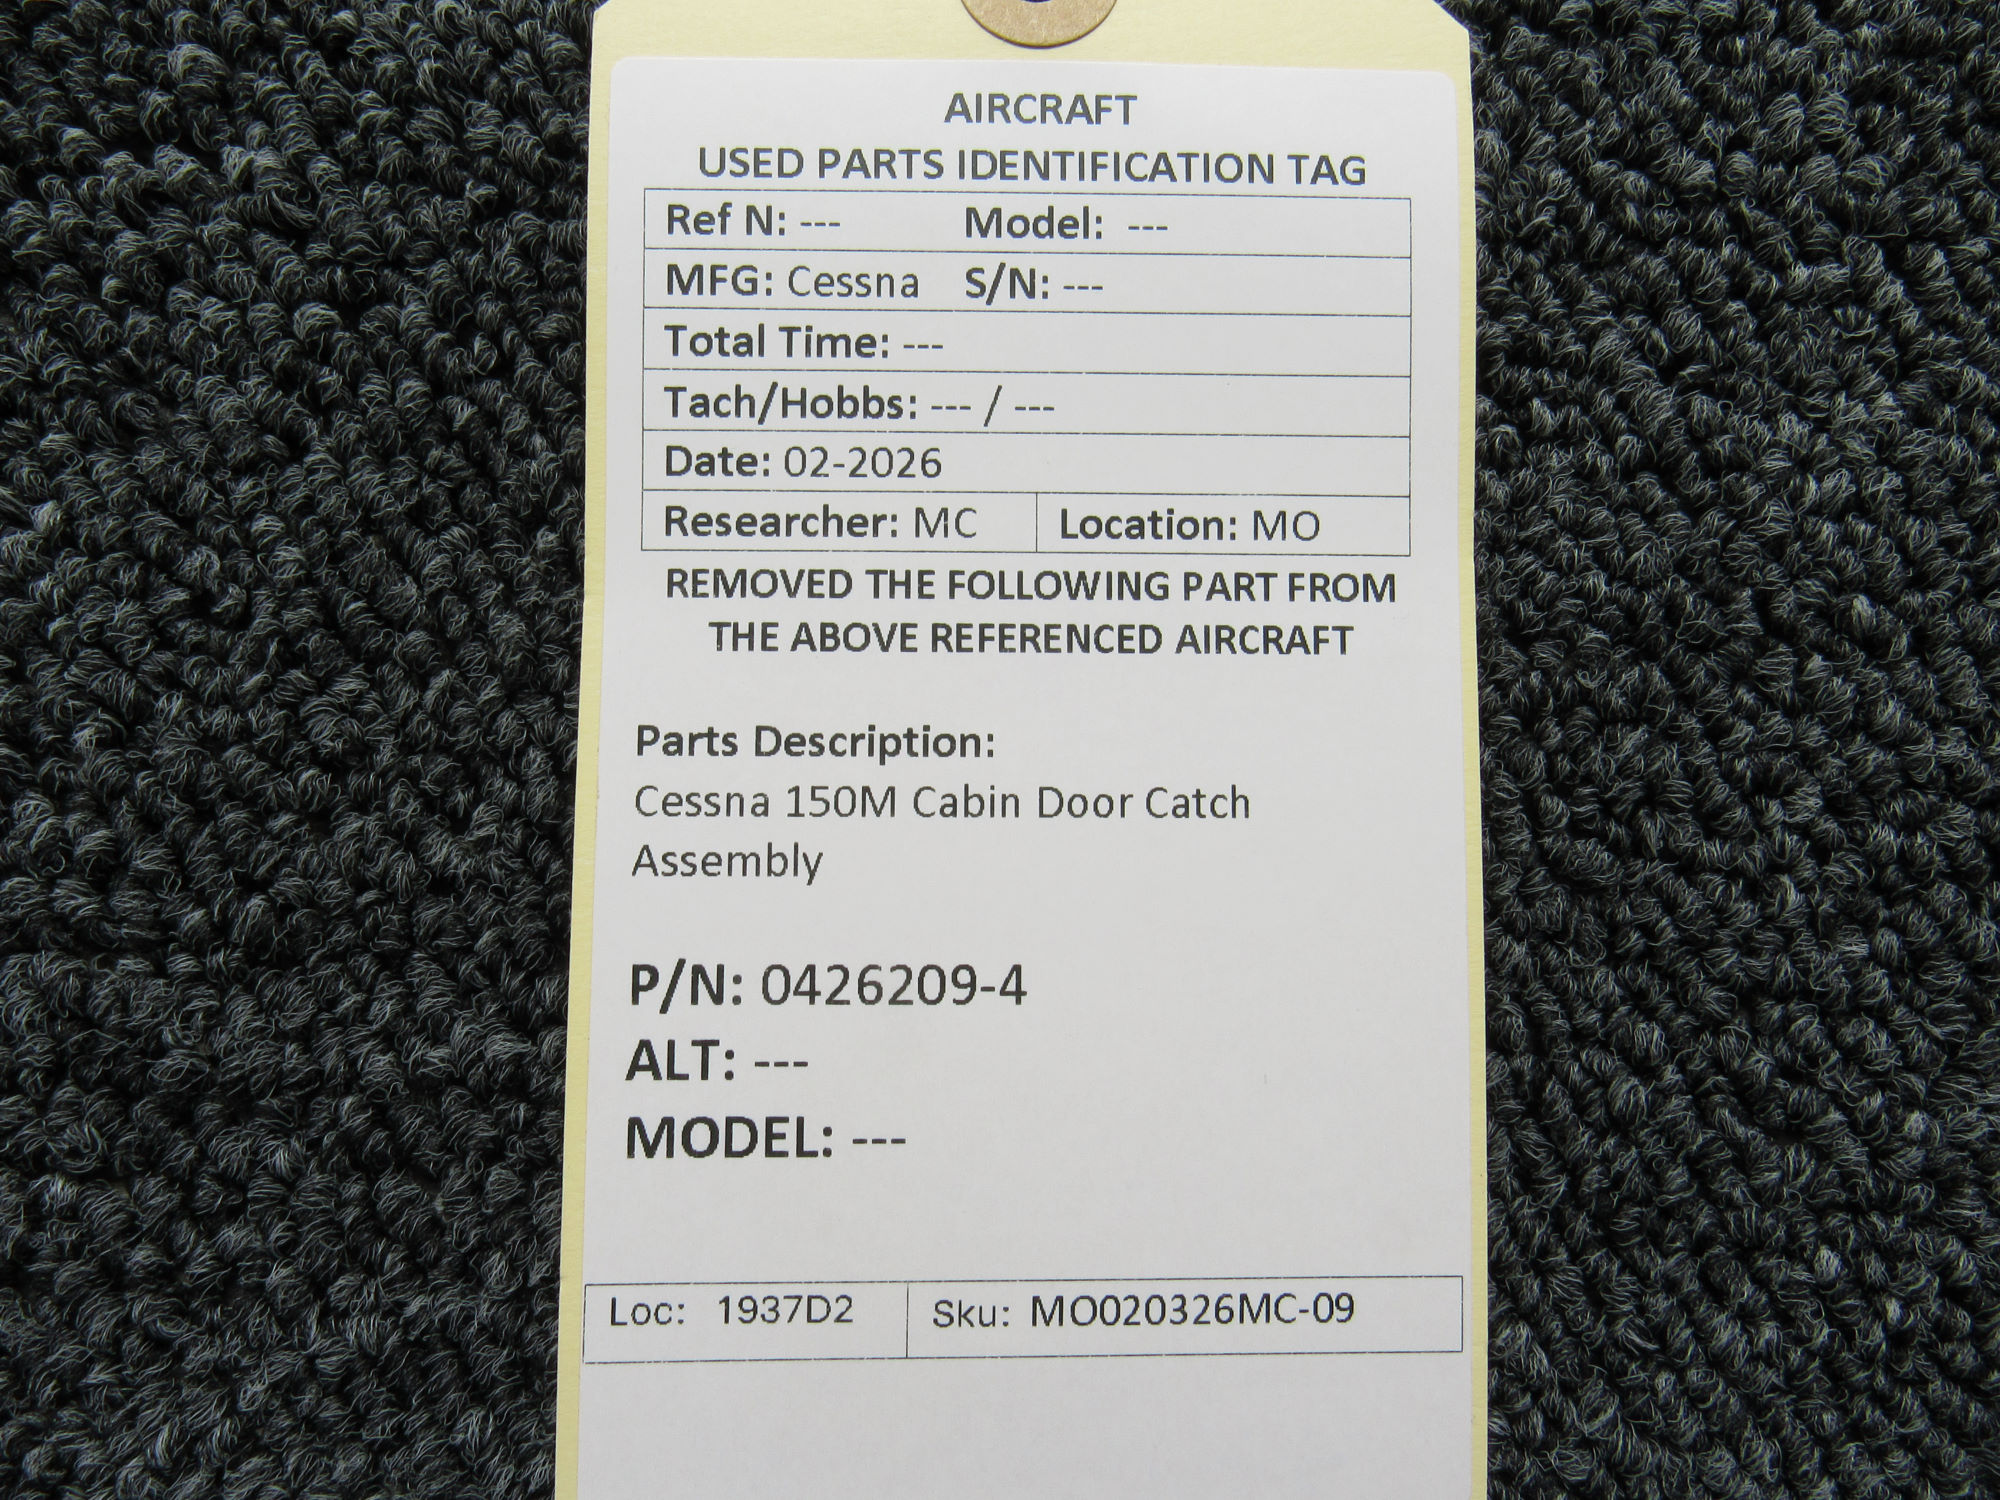 AIRCRAFT
USED PARTS IDENTIFICATION TAG
Ref N: --- Model: ---
MFG: Cessna S/N: ---
Total Time: ---
Tach/Hobbs: --- / ---
Date: 02-2026
Researcher: MC Location: MO
REMOVED THE FOLLOWING PART FROM
THE ABOVE REFERENCED AIRCRAFT
Parts Description:
Cessna 150M Cabin Door Catch
Assembly
P/N: 0426209-4
ALT: ---
MODEL: ---
Loc: 1937D2 Sku: MO020326MC-09